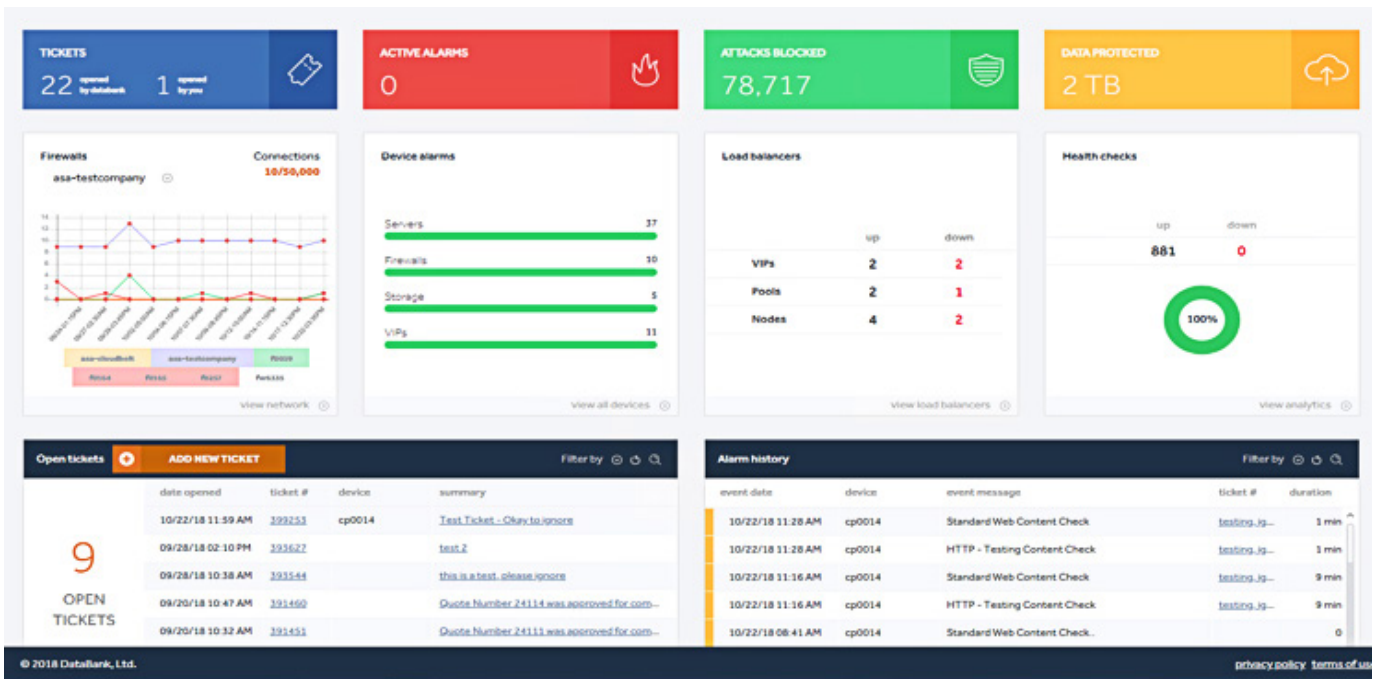 TICKETS
22 opened by databank 1 opened by you
ACTIVE ALARMS
0
ATTACKS BLOCKED
78,717
DATA PROTECTED
2 TB
Firewalls
Connections
asa-testcompany
10/50,000
14
12
10
8
6
4
2
0
asa-testcompany
view network
Device alarms
Servers 37
Firewalls 10
Storage 5
VIPs 11
view all devices
Load balancers
up down
VIPs 2 2
Pools 2 1
Nodes 4 2
view load balancers
Health checks
up down
881 0
100%
view analytics
Open tickets ADD NEW TICKET Filter by
date opened ticket # device summary
10/22/18 11:59 AM 399253 cp0014 Test Ticket - Okay to ignore
09/28/18 02:10 PM 393627 test 2
09/28/18 10:38 AM 393544 this is a test, please ignore
09/20/18 10:47 AM 391460 Quote Number 24114 was approved for com...
09/20/18 10:32 AM 391451 Quote Number 24111 was approved for com...
9
OPEN
TICKETS
Alarm history Filter by
event date device event message ticket # duration
10/22/18 11:28 AM cp0014 Standard Web Content Check testing, ig... 1 min
10/22/18 11:28 AM cp0014 HTTP - Testing Content Check testing, ig... 1 min
10/22/18 11:16 AM cp0014 Standard Web Content Check testing, ig... 9 min
10/22/18 11:16 AM cp0014 HTTP - Testing Content Check testing, ig... 9 min
10/22/18 08:41 AM cp0014 Standard Web Content Check.. 0
© 2018 DataBank, Ltd.
privacy policy terms of use